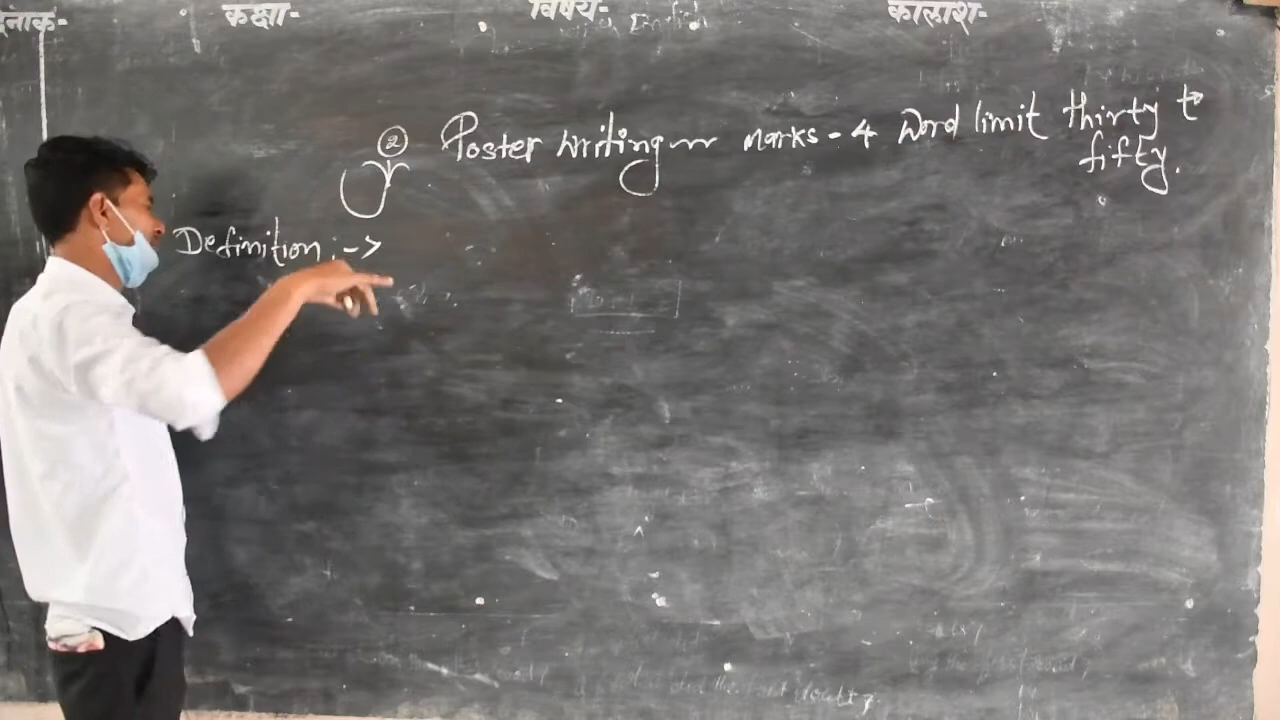 दिनांक- कक्षा- विषय- कालांश-
English
② Poster writing marks - 4 Word limit thirty to
fifty.
Definition :->